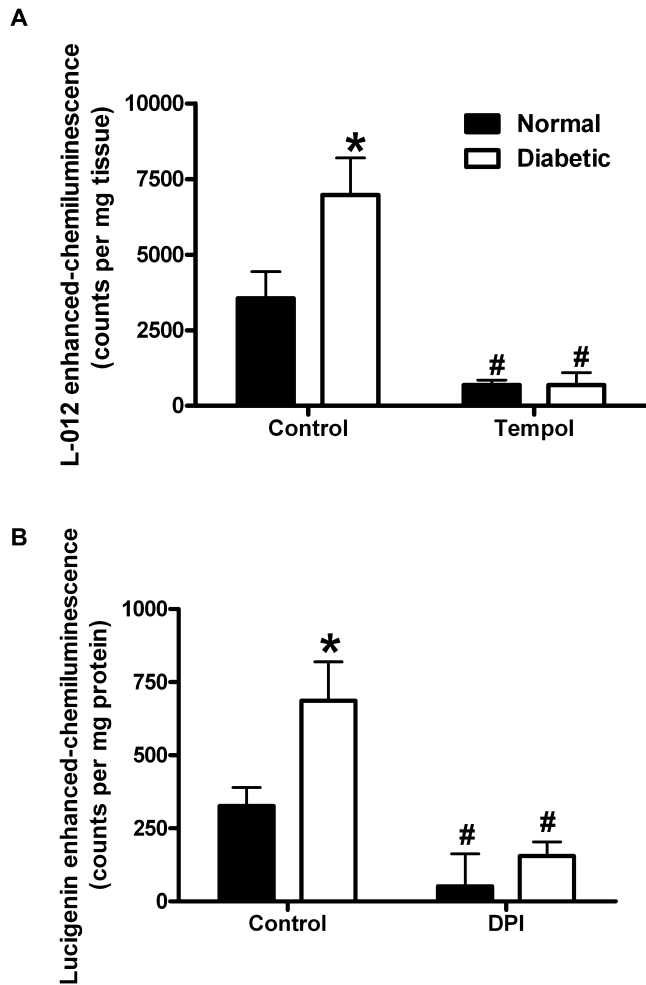 A
L-012 enhanced-chemiluminescence
(counts per mg tissue)
10000
7500
5000
2500
0
*
#
#
Normal
Diabetic
Control
Tempol
B
Lucigenin enhanced-chemiluminescence
(counts per mg protein)
1000
750
500
250
0
*
#
#
Control
DPI